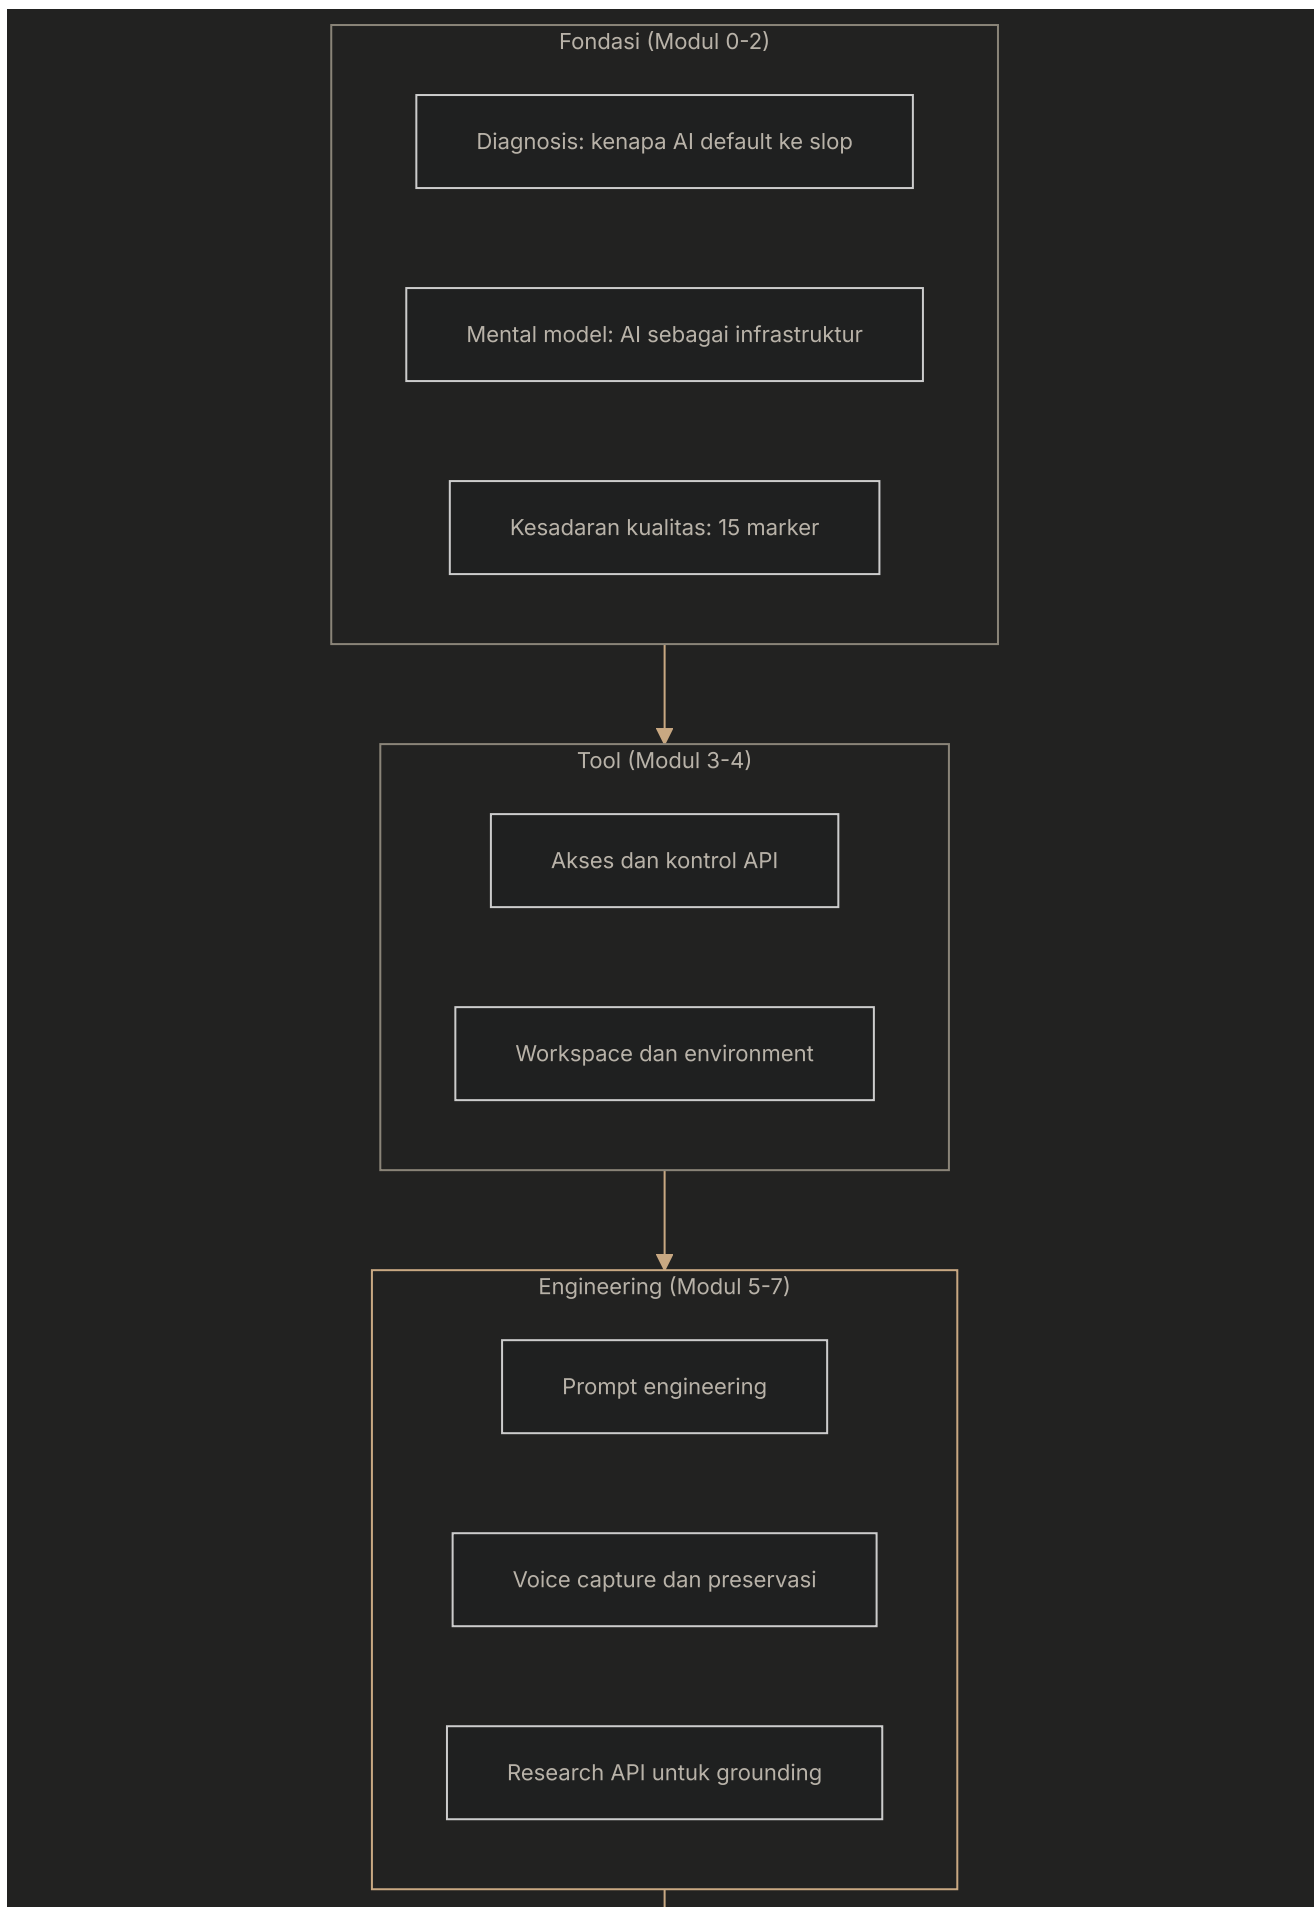 Fondasi (Modul 0-2)
Diagnosis: kenapa AI default ke slop
Mental model: AI sebagai infrastruktur
Kesadaran kualitas: 15 marker
Tool (Modul 3-4)
Akses dan kontrol API
Workspace dan environment
Engineering (Modul 5-7)
Prompt engineering
Voice capture dan preservasi
Research API untuk grounding